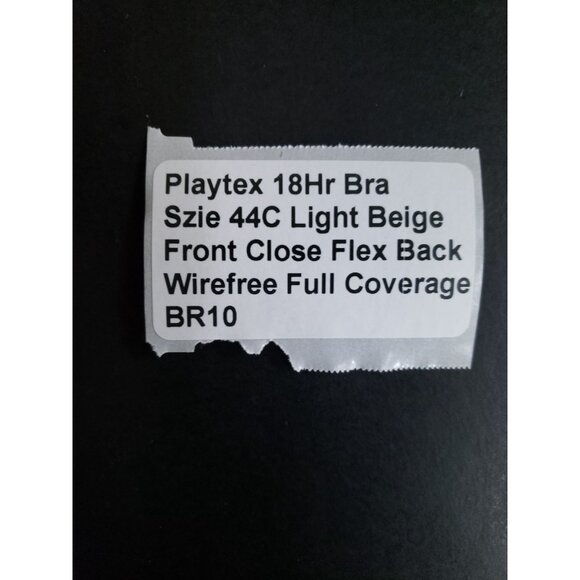 Playtex 18Hr Bra
Szie 44C Light Beige
Front Close Flex Back
Wirefree Full Coverage
BR10